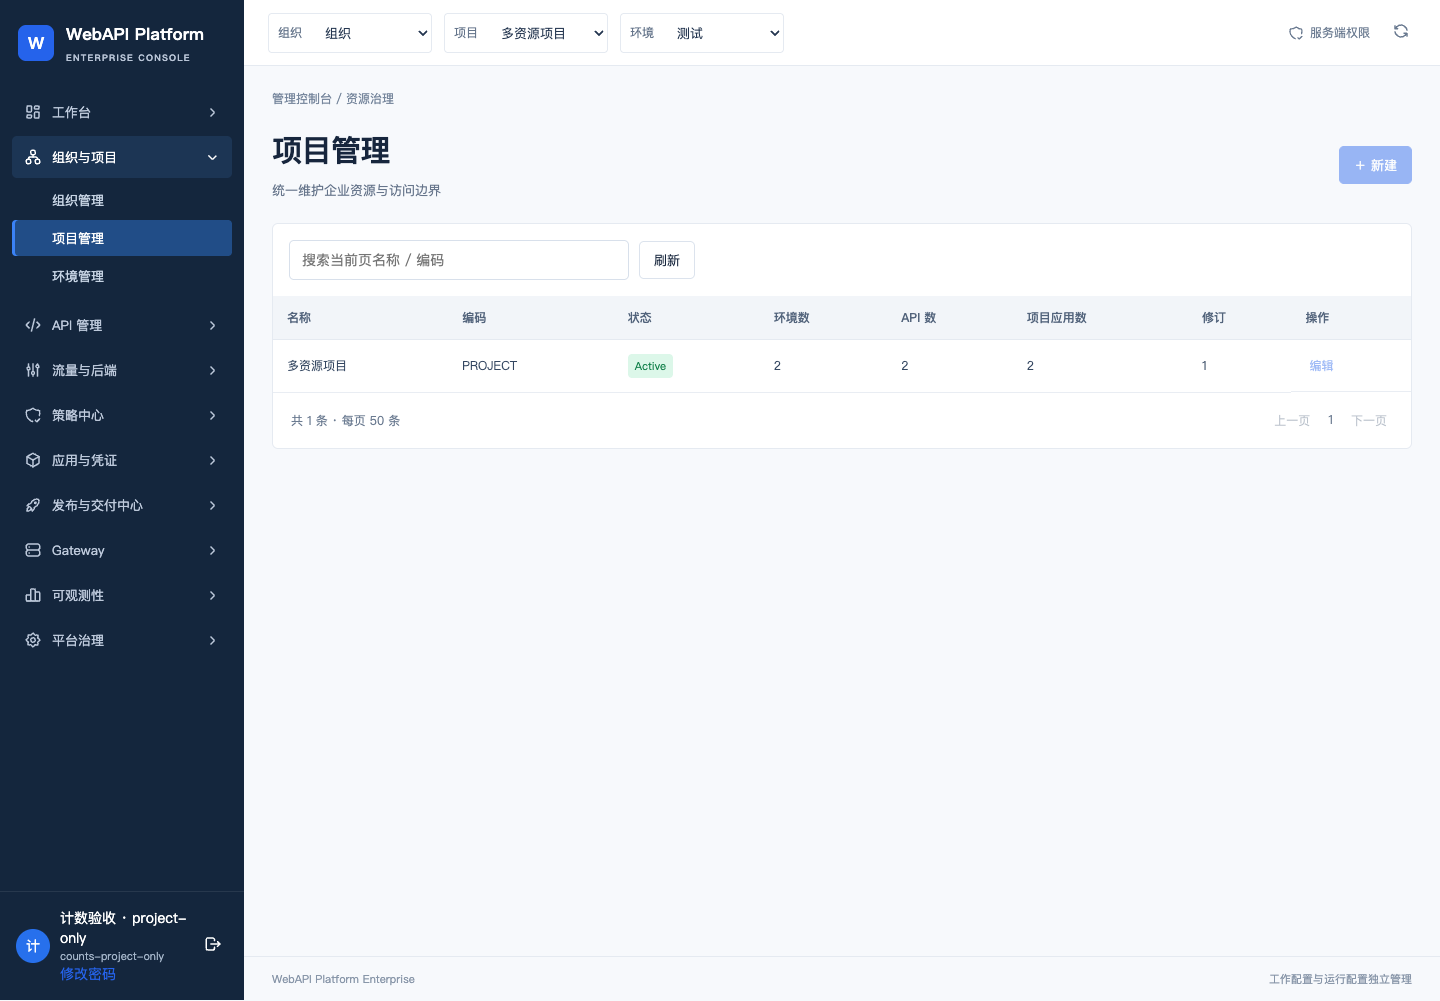 W
WebAPI Platform
ENTERPRISE CONSOLE
工作台
组织与项目
组织管理
项目管理
环境管理
API 管理
流量与后端
策略中心
应用与凭证
发布与交付中心
Gateway
可观测性
平台治理
计
计数验收 · project-
only
counts-project-only
修改密码
组织 组织
项目 多资源项目
环境 测试
服务端权限
管理控制台 / 资源治理
项目管理
统一维护企业资源与访问边界
+ 新建
搜索当前页名称 / 编码
刷新
名称 编码 状态 环境数 API 数 项目应用数 修订 操作
多资源项目 PROJECT Active 2 2 2 1 编辑
共 1 条 · 每页 50 条
上一页 1 下一页
WebAPI Platform Enterprise
工作配置与运行配置独立管理